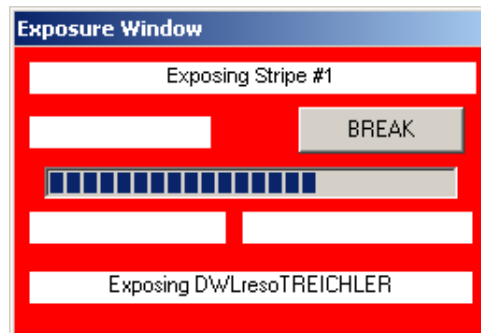 Exposure Window
Exposing Stripe #1
BREAK
Exposing DWLresoTREICHLER